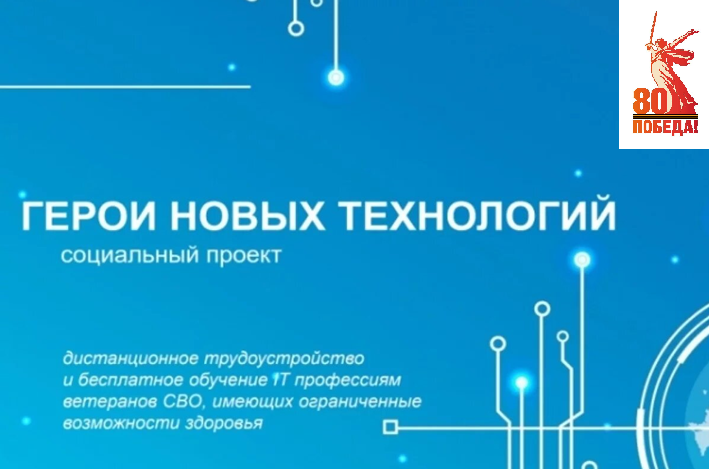 80
ПОБЕДА!
ГЕРОИ НОВЫХ ТЕХНОЛОГИЙ
социальный проект
дистанционное трудоустройство
и бесплатное обучение IT профессиям
ветеранов СВО, имеющих ограниченные
возможности здоровья